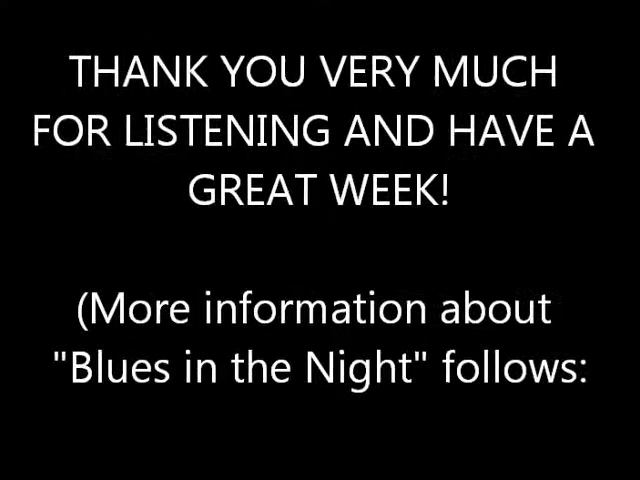 THANK YOU VERY MUCH
FOR LISTENING AND HAVE A
GREAT WEEK!
(More information about
"Blues in the Night" follows: